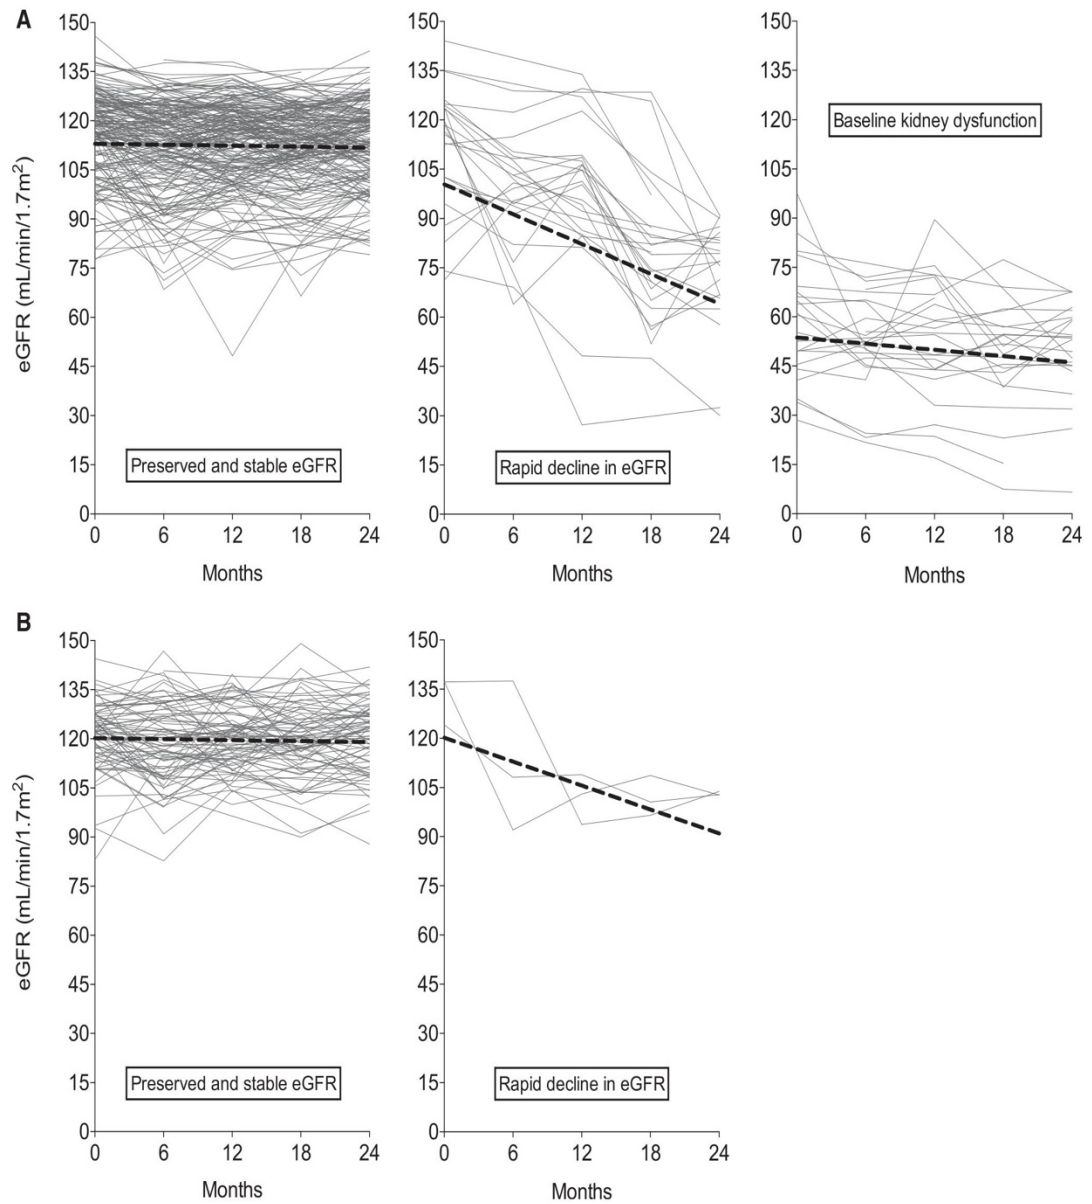 A
150
135
120
105
90
75
60
45
30
15
0
eGFR (mL/min/1.7m²)
Preserved and stable eGFR
0 6 12 18 24
Months
150
135
120
105
90
75
60
45
30
15
0
Rapid decline in eGFR
0 6 12 18 24
Months
150
135
120
105
90
75
60
45
30
15
0
Baseline kidney dysfunction
0 6 12 18 24
Months
B
150
135
120
105
90
75
60
45
30
15
0
eGFR (mL/min/1.7m²)
Preserved and stable eGFR
0 6 12 18 24
Months
150
135
120
105
90
75
60
45
30
15
0
Rapid decline in eGFR
0 6 12 18 24
Months